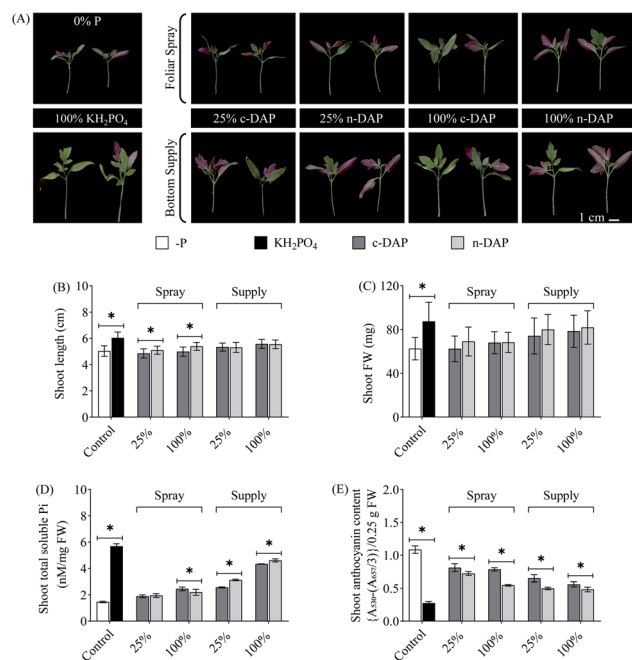 (A)
0% P
Foliar Spray
100% KH₂PO₄
25% c-DAP
25% n-DAP
100% c-DAP
100% n-DAP
Bottom Supply
1 cm
-P
KH₂PO₄
c-DAP
n-DAP
(B)
Spray
Supply
Shoot length (cm)
10
8
6
4
2
0
*
*
*
Control
25%
100%
25%
100%
(C)
Spray
Supply
Shoot FW (mg)
120
80
40
0
*
Control
25%
100%
25%
100%
(D)
Spray
Supply
Shoot total soluble Pi
(nM/mg FW)
10
8
6
4
2
0
*
*
*
*
Control
25%
100%
25%
100%
(E)
Spray
Supply
Shoot anthocyanin content
{A₅₃₀-(A₆₅₇/3)}/0.25 g FW
2.0
1.5
1.0
0.5
0.0
*
*
*
*
*
Control
25%
100%
25%
100%